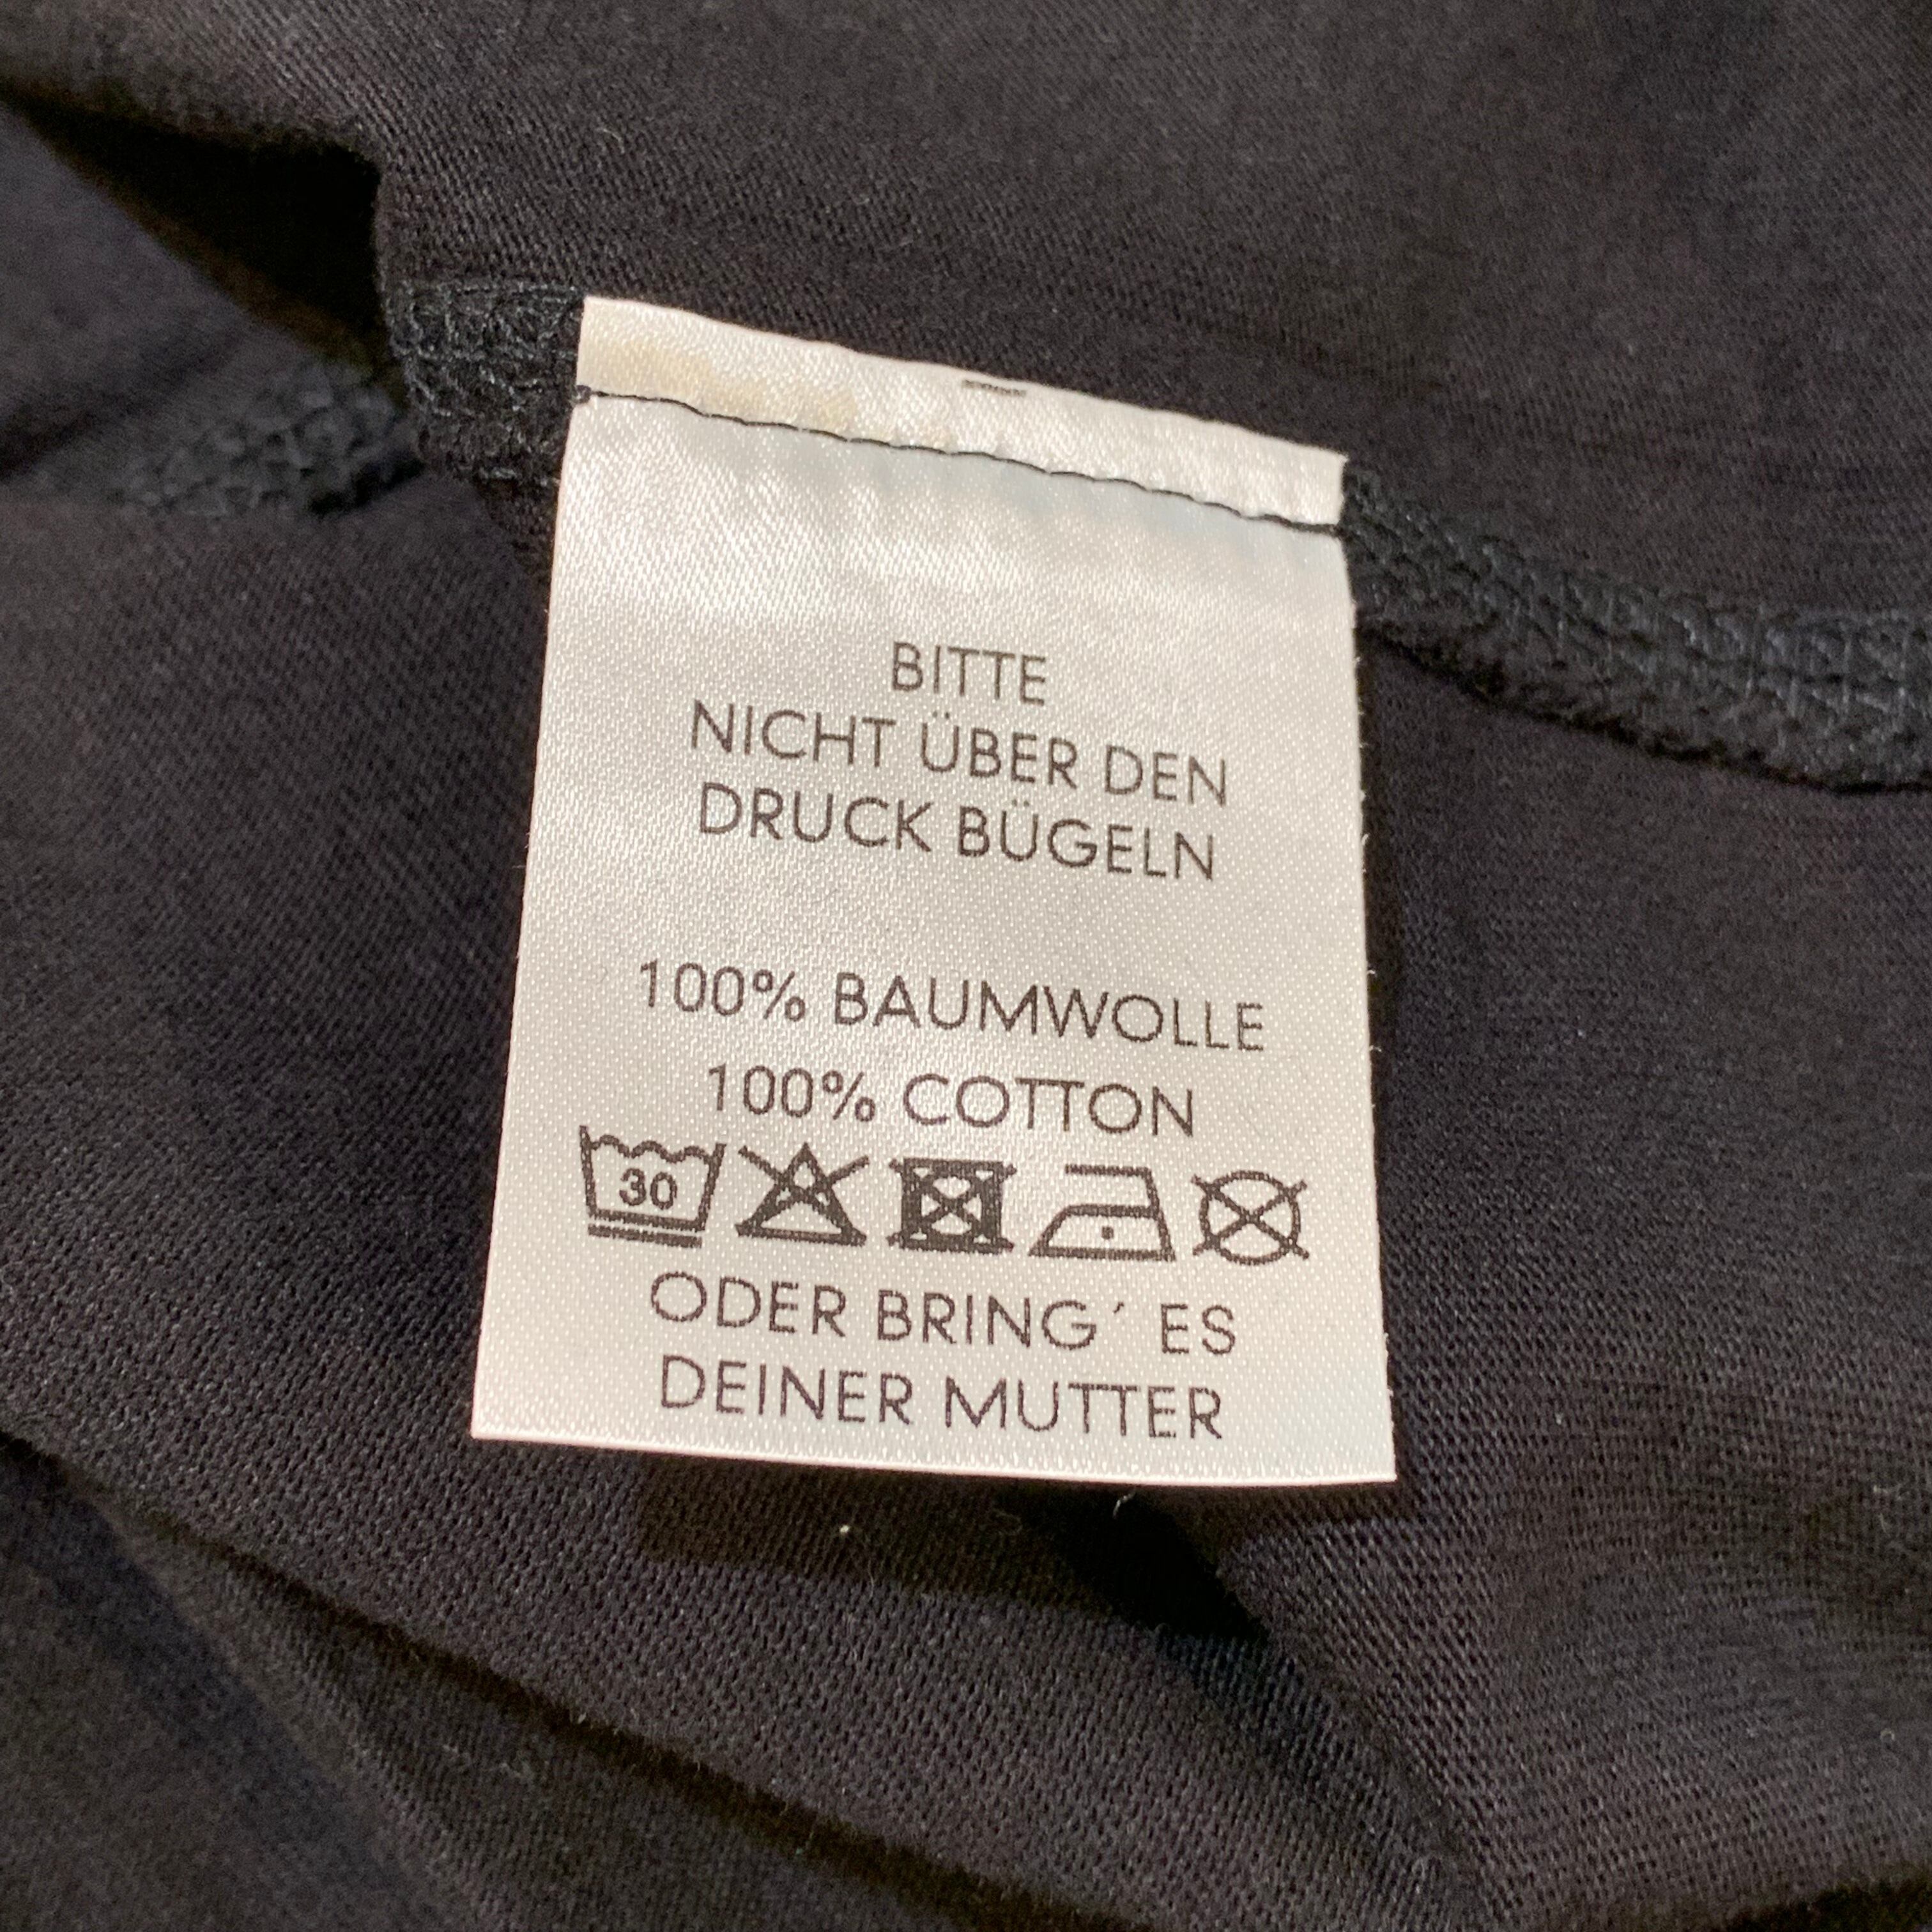 BITTE
NICHT ÜBER DEN
DRUCK BÜGELN
100% BAUMWOLLE
100% COTTON
30
ODER BRING´ ES
DEINER MUTTER